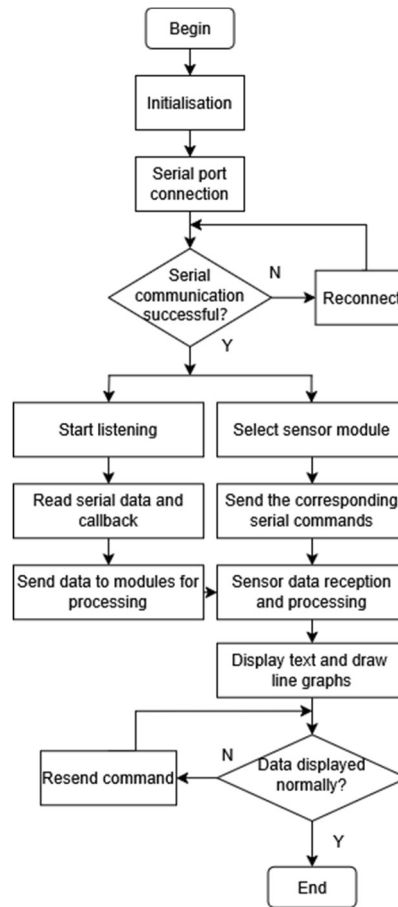 Begin
Initialisation
Serial port
connection
Serial
communication
successful?
N
Reconnect
Y
Start listening
Select sensor module
Read serial data and
callback
Send the corresponding
serial commands
Send data to modules for
processing
Sensor data reception
and processing
Display text and draw
line graphs
N
Resend command
Data displayed
normally?
Y
End